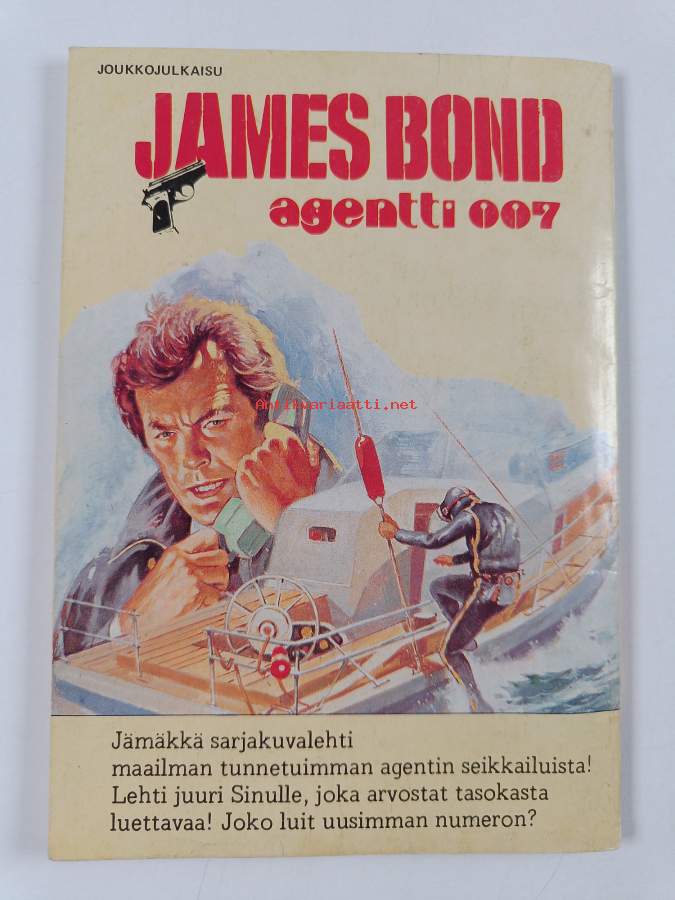 JOUKKOJULKAISU
JAMES BOND
agentti 007
Antikvariaatti.net
Jämäkkä sarjakuvalehti
maailman tunnetuimman agentin seikkailuista!
Lehti juuri Sinulle, joka arvostat tasokasta
luettavaa! Joko luit uusimman numeron?